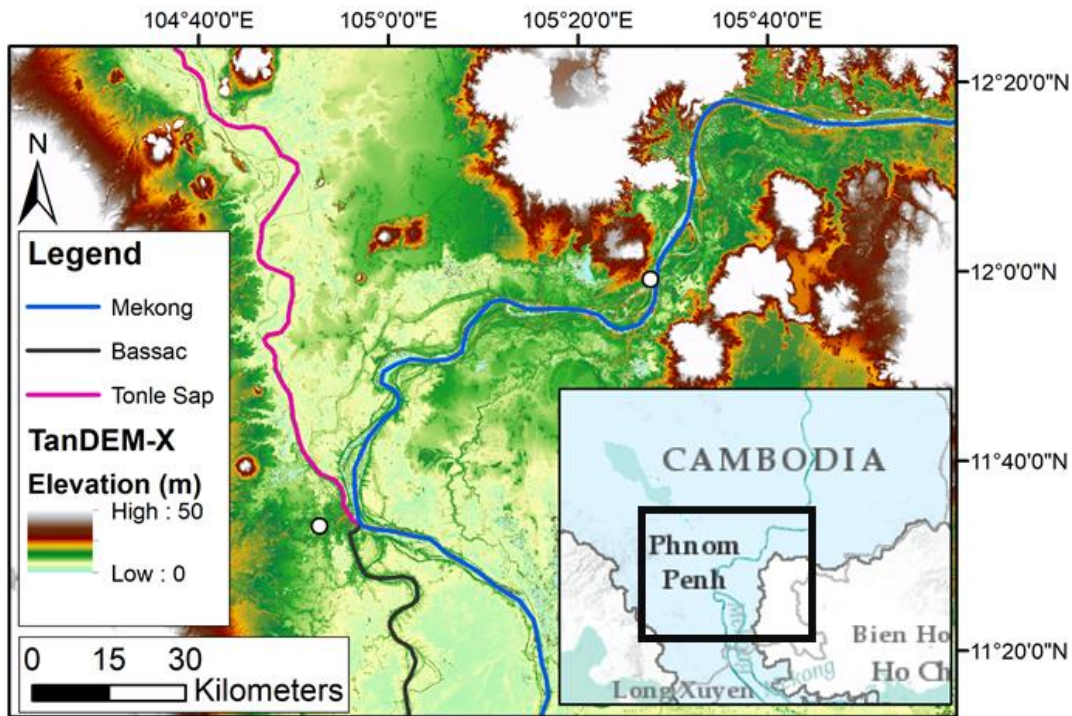 104°40'0"E 105°0'0"E 105°20'0"E 105°40'0"E
12°20'0"N
N
Legend
Mekong
Bassac
Tonle Sap
TanDEM-X
Elevation (m)
High : 50
Low : 0
0 15 30
Kilometers
12°0'0"N
11°40'0"N
11°20'0"N
CAMBODIA
Phnom
Penh
Bien Ho
Ho Ch
Long Xuyen
Mekong